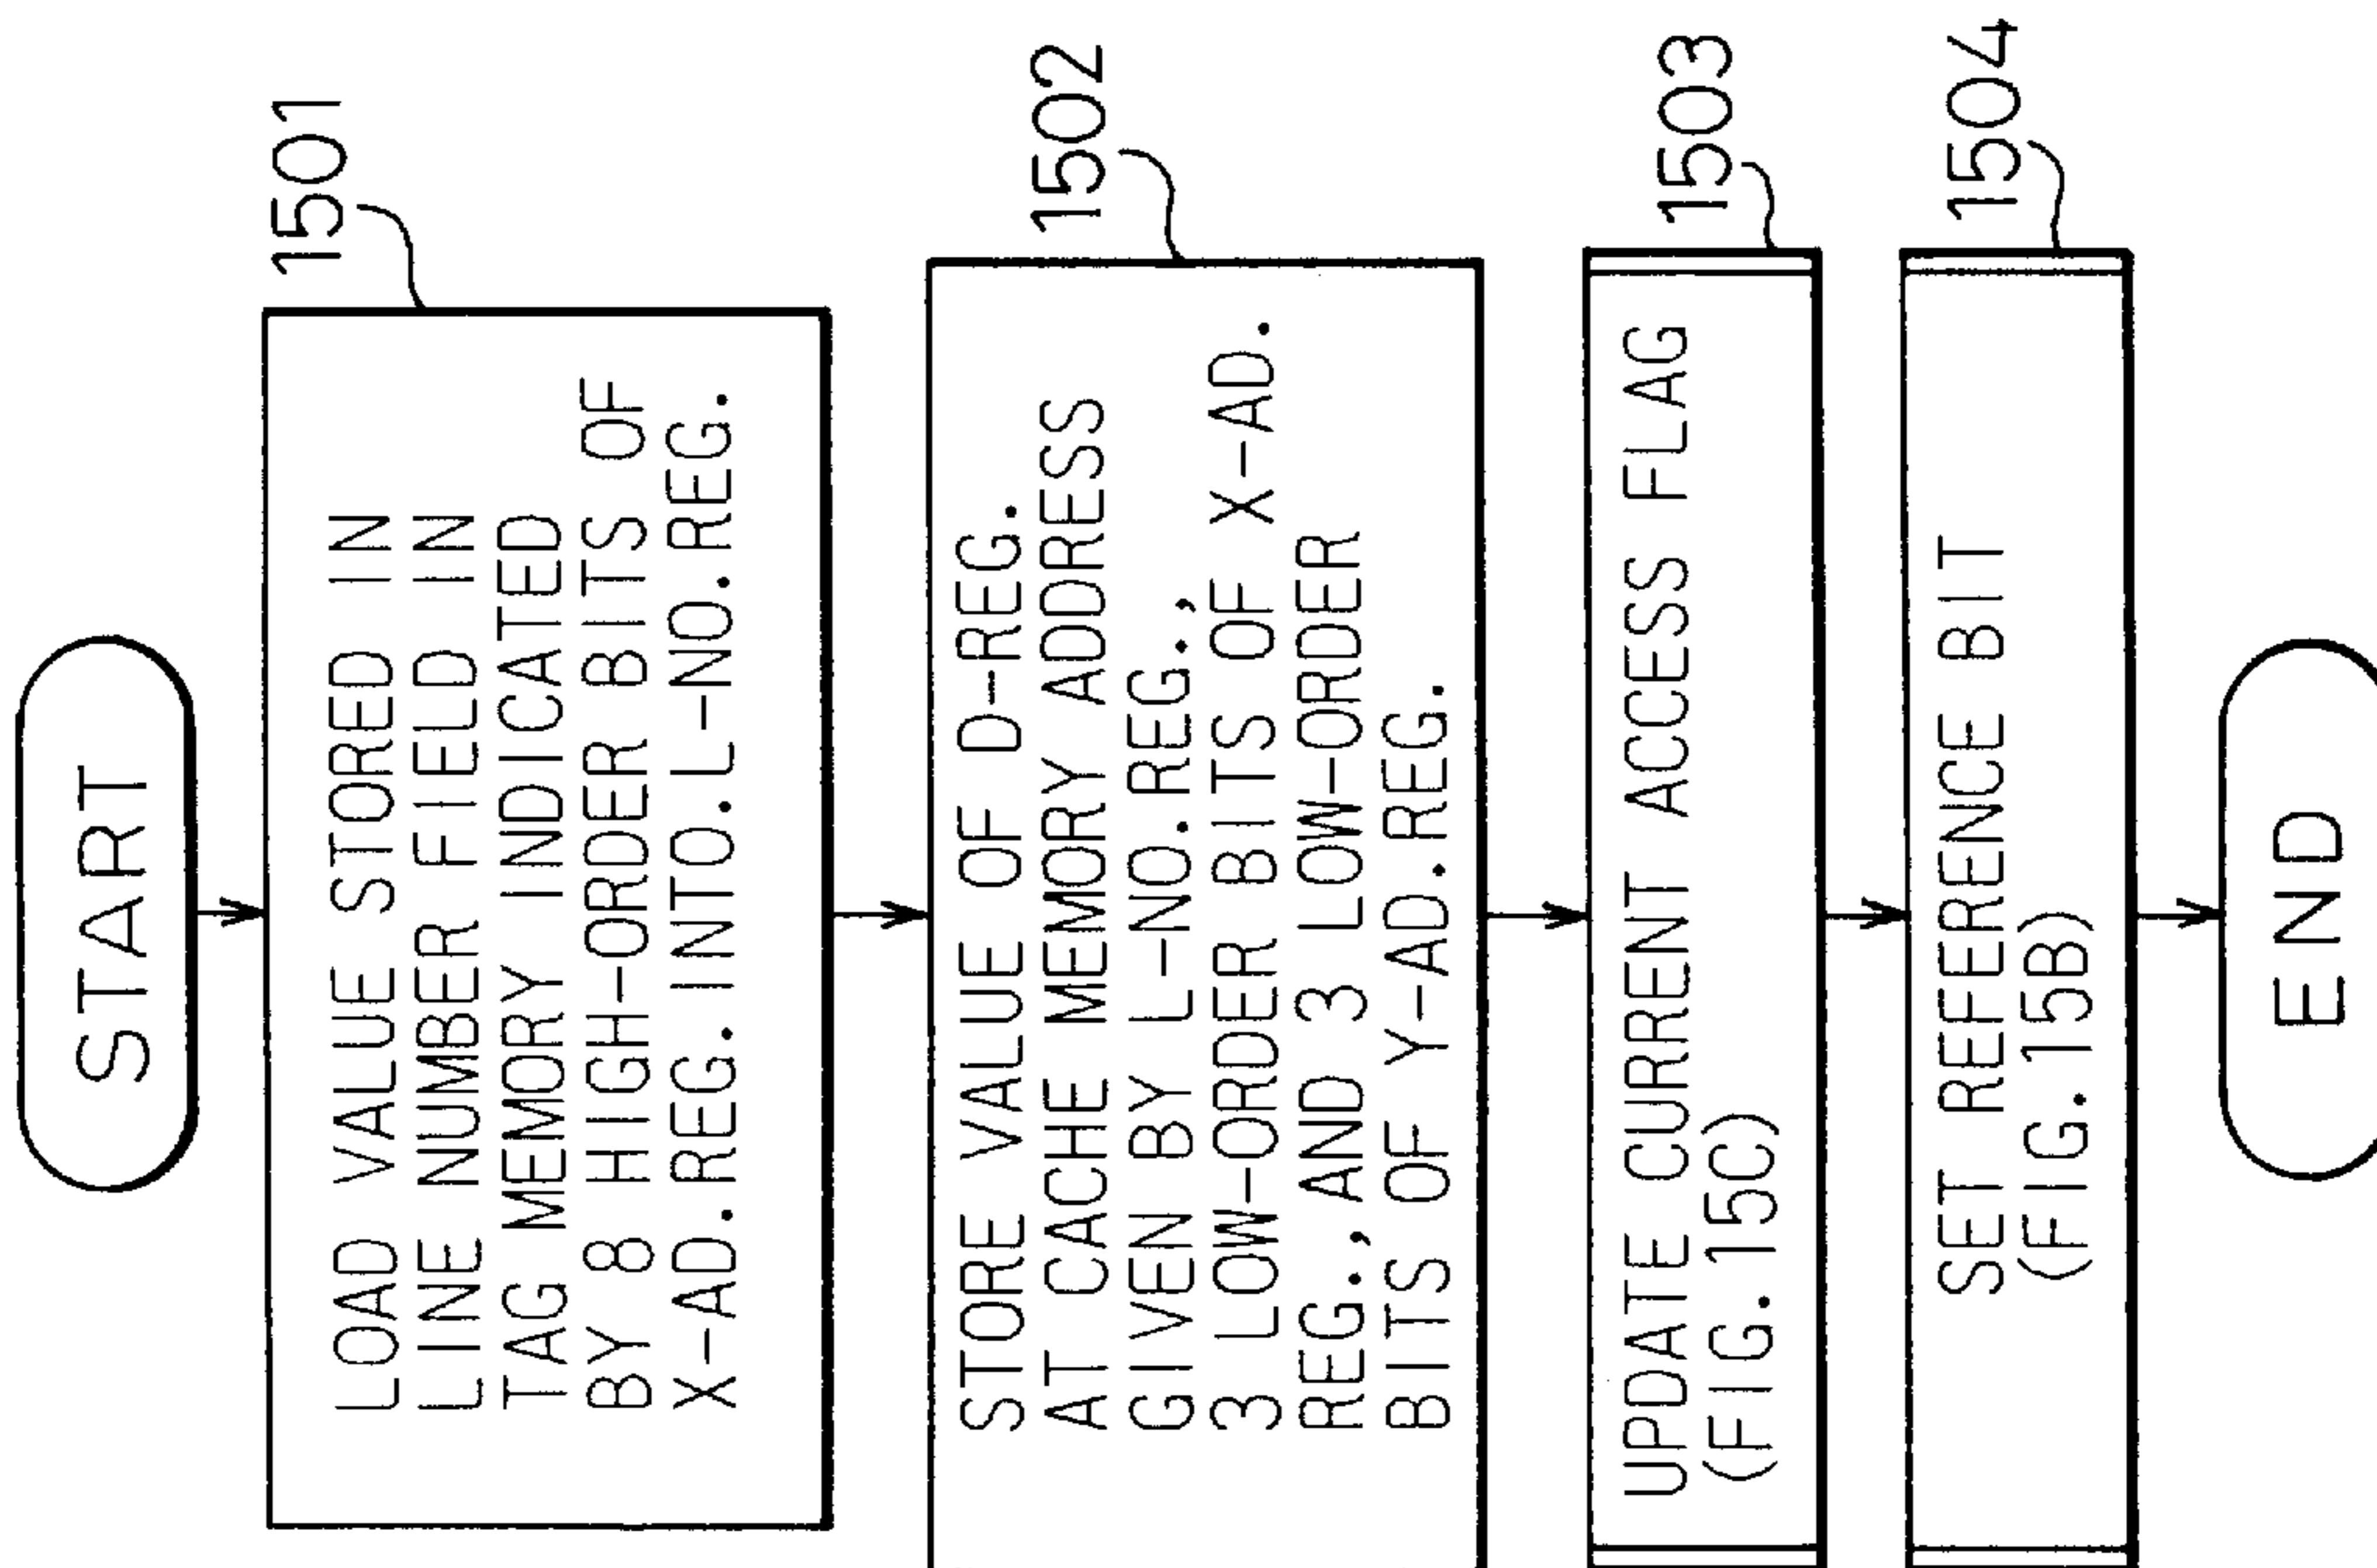 START
1501
LOAD VALUE STORED IN
LINE NUMBER FIELD IN
TAG MEMORY INDICATED
BY 8 HIGH-ORDER BITS OF
X-AD.REG.INTO.L-NO.REG.
1502
STORE VALUE OF D-REG.
AT CACHE MEMORY ADDRESS
GIVEN BY L-NO.REG.,
3 LOW-ORDER BITS OF X-AD.
REG., AND 3 LOW-ORDER
BITS OF Y-AD.REG.
1503
UPDATE CURRENT ACCESS FLAG
(FIG.15C)
1504
SET REFERENCE BIT
(FIG.15B)
END